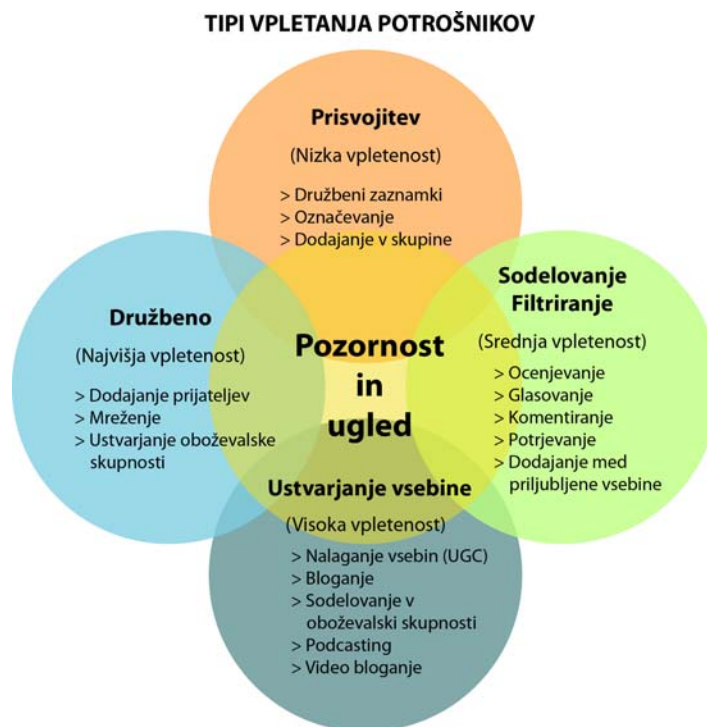 TIPI VPLETANJA POTROŠNIKOV
Prisvojitev
(Nizka vpletenost)
> Družbeni zaznamki
> Označevanje
> Dodajanje v skupine
Družbeno
(Najvišja vpletenost)
> Dodajanje prijateljev
> Mreženje
> Ustvarjanje oboževalske
skupnosti
Pozornost
in
ugled
Sodelovanje
Filtriranje
(Srednja vpletenost)
> Ocenjevanje
> Glasovanje
> Komentiranje
> Potrjevanje
> Dodajanje med
priljubljene vsebine
Ustvarjanje vsebine
(Visoka vpletenost)
> Nalaganje vsebin (UGC)
> Bloganje
> Sodelovanje v
oboževalski skupnosti
> Podcasting
> Video bloganje